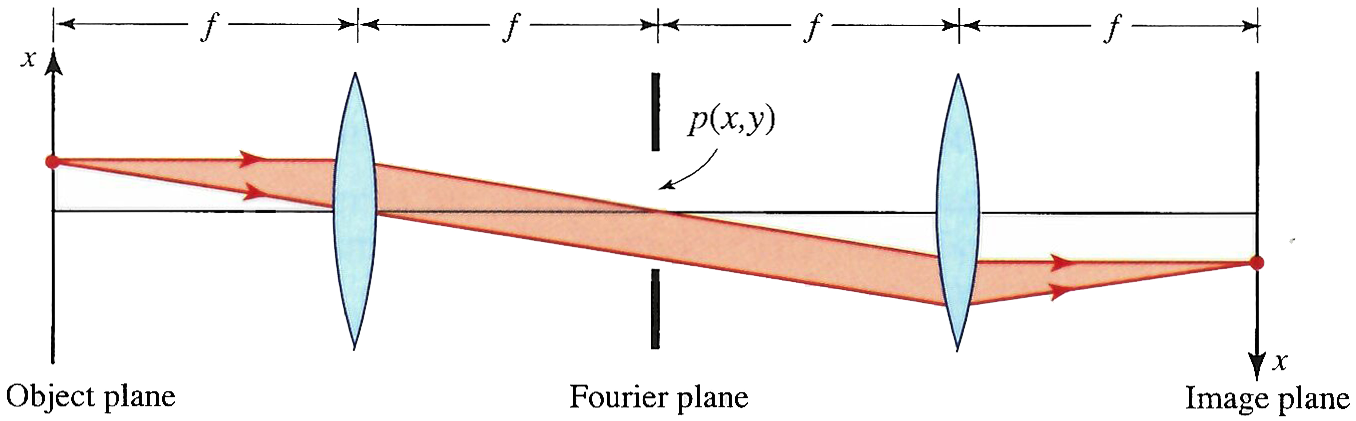 f f f f
x
p(x,y)
x
Object plane Fourier plane Image plane